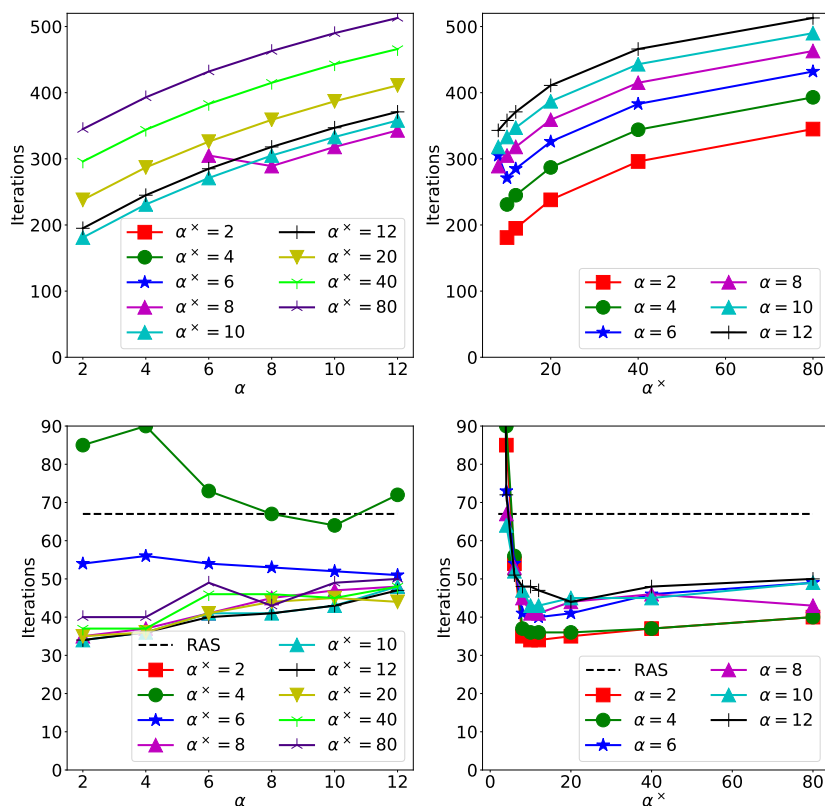 500
400
300
200
100
0
Iterations
α× = 2
α× = 4
α× = 6
α× = 8
α× = 10
α× = 12
α× = 20
α× = 40
α× = 80
2 4 6 8 10 12
α
500
400
300
200
100
0
Iterations
α = 2
α = 4
α = 6
α = 8
α = 10
α = 12
20 40 60 80
α×
90
80
70
60
50
40
30
20
10
0
Iterations
RAS
α× = 2
α× = 4
α× = 6
α× = 8
α× = 10
α× = 12
α× = 20
α× = 40
α× = 80
2 4 6 8 10 12
α
90
80
70
60
50
40
30
20
10
0
Iterations
RAS
α = 2
α = 4
α = 6
α = 8
α = 10
α = 12
0 20 40 60 80
α×